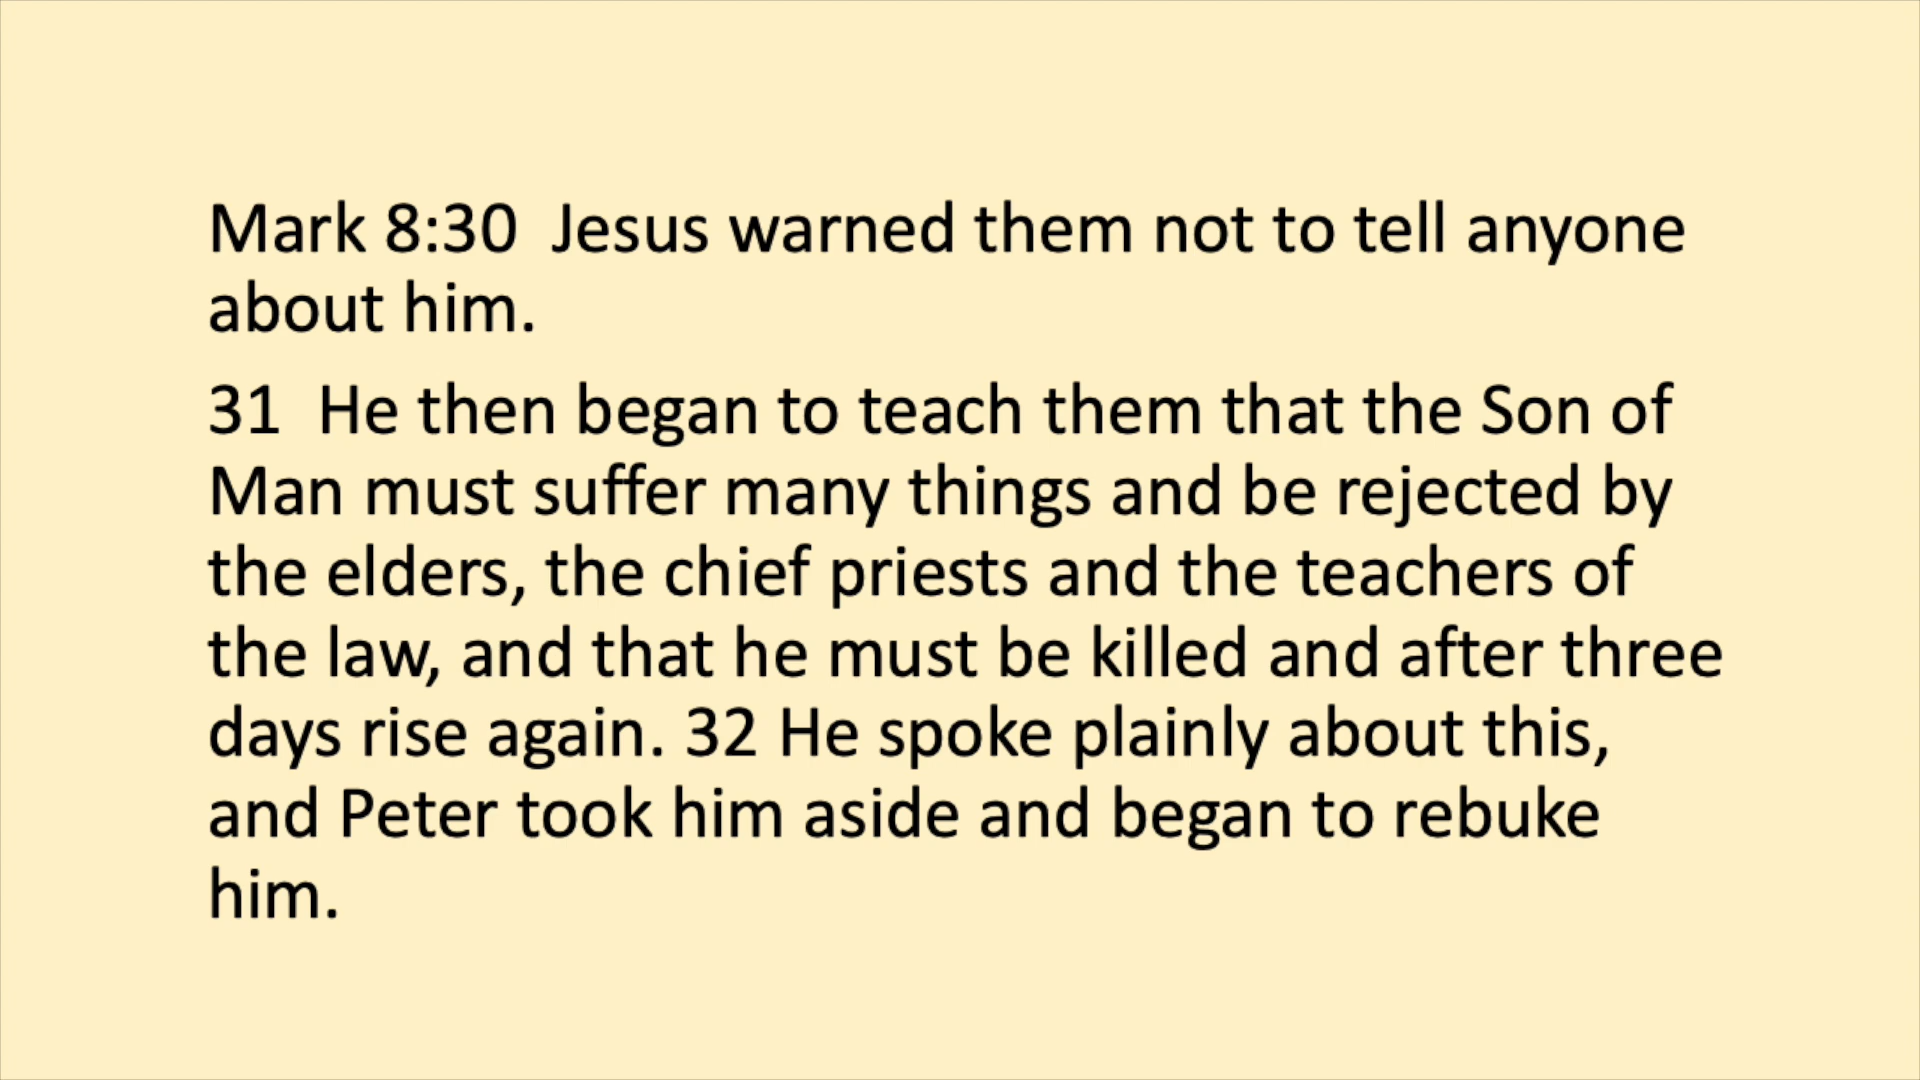 Mark 8:30  Jesus warned them not to tell anyone
about him.
31  He then began to teach them that the Son of
Man must suffer many things and be rejected by
the elders, the chief priests and the teachers of
the law, and that he must be killed and after three
days rise again. 32 He spoke plainly about this,
and Peter took him aside and began to rebuke
him.